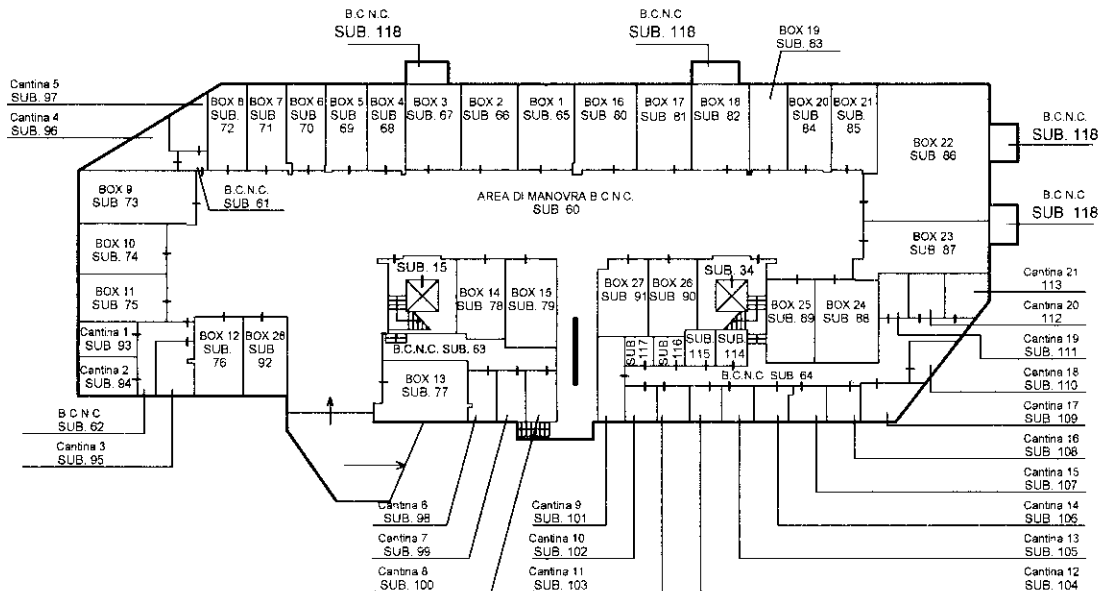 B.C.N.C.
SUB. 118
B.C.N.C
SUB. 118
BOX 19
SUB. 83
Cantina 5
SUB. 97
Cantina 4
SUB. 96
BOX 8
SUB.
72
BOX 7
SUB.
71
BOX 6
SUB.
70
BOX 5
SUB.
69
BOX 4
SUB.
68
BOX 3
SUB. 67
BOX 2
SUB. 66
BOX 1
SUB. 65
BOX 16
SUB. 80
BOX 17
SUB. 81
BOX 18
SUB. 82
BOX 20
SUB.
84
BOX 21
SUB.
85
BOX 22
SUB 86
B.C.N.C.
SUB. 118
B.C.N.C
SUB 118
BOX 9
SUB 73
B.C.N.C.
SUB 61
AREA DI MANOVRA B C N C.
SUB 60
BOX 10
SUB. 74
BOX 11
SUB. 75
BOX 23
SUB. 87
SUB. 15
BOX 14
SUB. 78
BOX 15
SUB. 79
BOX 27
SUB. 91
BOX 26
SUB. 90
SUB. 34
BOX 25
SUB. 89
BOX 24
SUB. 88
Cantina 21
113
Cantina 20
112
Cantina 19
SUB. 111
Cantina 18
SUB. 110
Cantina 17
SUB. 109
Cantina 16
SUB. 108
Cantina 15
SUB. 107
Cantina 14
SUB. 106
Cantina 13
SUB. 105
Cantina 12
SUB. 104
Cantina 1
SUB. 93
Cantina 2
SUB. 94
BOX 12
SUB.
76
BOX 28
SUB
92
B.C.N.C. SUB. 63
BOX 13
SUB. 77
SUB.
117
SUB.
116
SUB.
115
SUB.
114
B.C.N.C SUB 64
B C N C
SUB. 62
Cantina 3
SUB. 95
Cantina 6
SUB. 98
Cantina 7
SUB. 99
Cantina 8
SUB. 100
Cantina 9
SUB. 101
Cantina 10
SUB. 102
Cantina 11
SUB. 103